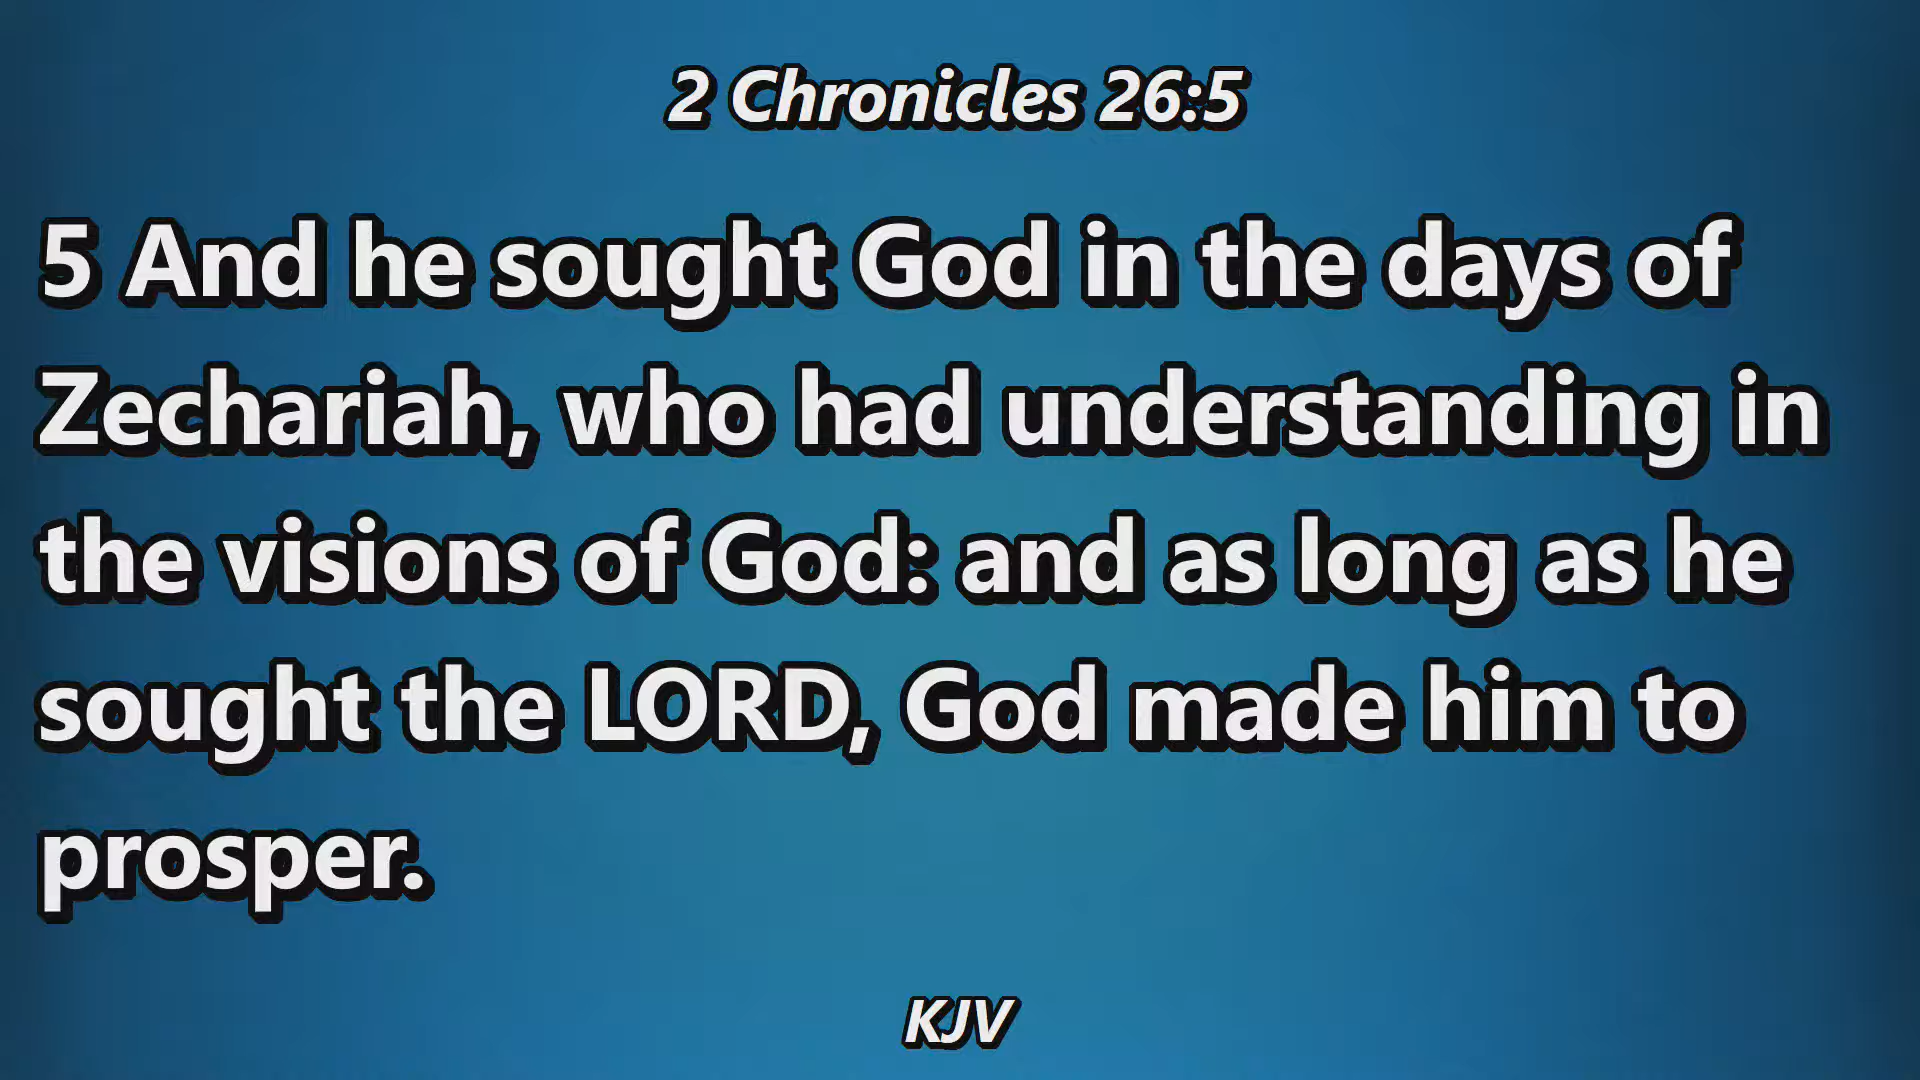 2 Chronicles 26:5
5 And he sought God in the days of
Zechariah, who had understanding in
the visions of God: and as long as he
sought the LORD, God made him to
prosper.
KJV